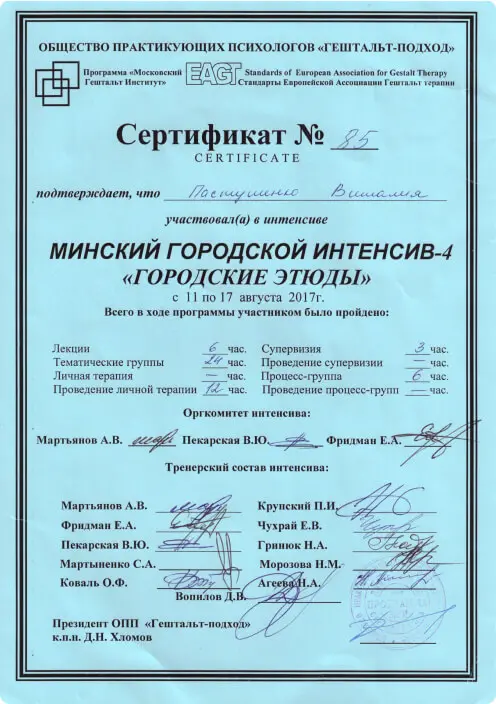 ОБЩЕСТВО ПРАКТИКУЮЩИХ ПСИХОЛОГОВ «ГЕШТАЛЬТ-ПОДХОД»
Программа «Московский Гештальт Институт»
EAGT
Standards of European Association for Gestalt Therapy
Стандарты Европейской Ассоциации Гештальт терапии
Сертификат № 85
CERTIFICATE
подтверждает, что Пастушенко Виталия
участвовал(а) в интенсиве
МИНСКИЙ ГОРОДСКОЙ ИНТЕНСИВ-4
«ГОРОДСКИЕ ЭТЮДЫ»
с 11 по 17 августа 2017г.
Всего в ходе программы участником было пройдено:
Лекции 6 час. Супервизия 3 час.
Тематические группы 24 час. Проведение супервизии — час.
Личная терапия — час. Процесс-группа 6 час.
Проведение личной терапии 12 час. Проведение процесс-групп — час.
Оргкомитет интенсива:
Мартьянов А.В. Пекарская В.Ю. Фридман Е.А.
Тренерский состав интенсива:
Мартьянов А.В. Крупский П.И.
Фридман Е.А. Чухрай Е.В.
Пекарская В.Ю. Гринюк Н.А.
Мартыненко С.А. Морозова Н.М.
Коваль О.Ф. Агеева Н.А.
Вопилов Д.В.
Президент ОПП «Гештальт-подход»
к.п.н. Д.Н. Хломов